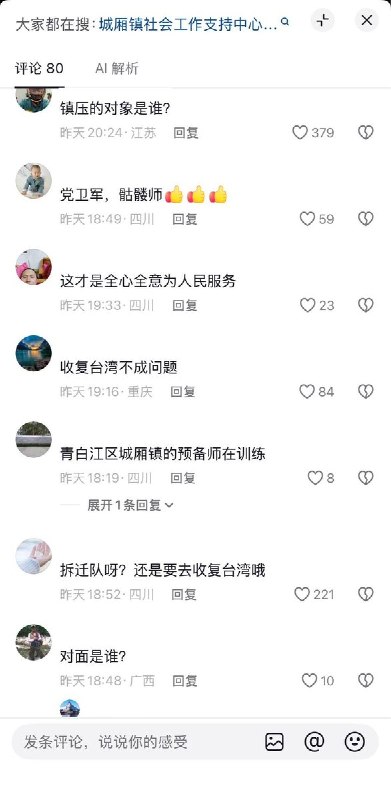 大家都在搜：城厢镇社会工作支持中心...
评论 80
AI 解析
镇压的对象是谁？
昨天 20:24 · 江苏 回复 379
党卫军，骷髅师👍👍👍
昨天 18:49 · 四川 回复 59
这才是全心全意为人民服务
昨天 19:33 · 四川 回复 23
收复台湾不成问题
昨天 19:16 · 重庆 回复 84
青白江区城厢镇的预备师在训练
昨天 18:19 · 四川 回复 8
展开1条回复
拆迁队呀？还是要去收复台湾哦
昨天 18:52 · 四川 回复 221
对面是谁？
昨天 18:48 · 广西 回复 10
发条评论，说说你的感受